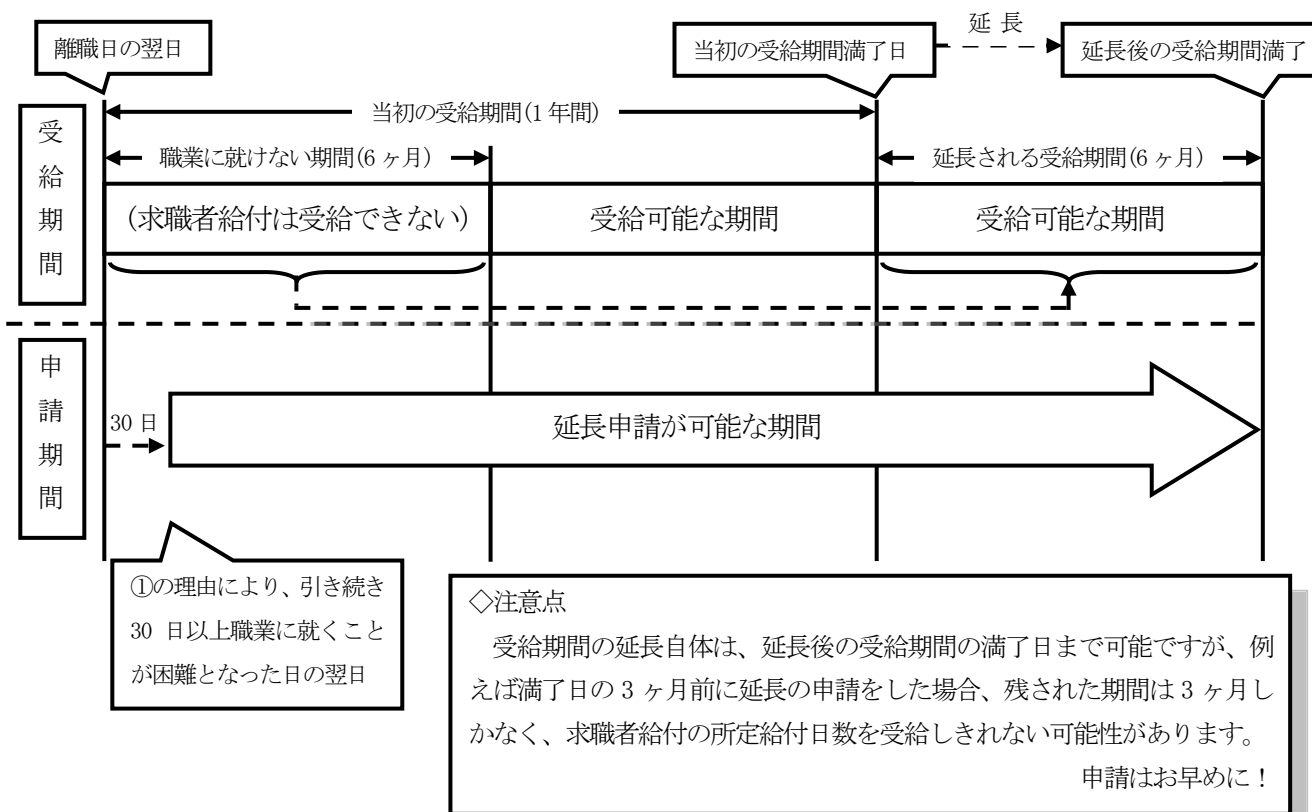 離職日の翌日
当初の受給期間満了日
延 長
延長後の受給期間満了
受給期間
当初の受給期間(1 年間)
職業に就けない期間(6 ヶ月)
延長される受給期間(6 ヶ月)
(求職者給付は受給できない)
受給可能な期間
受給可能な期間
申請期間
30 日
延長申請が可能な期間
①の理由により、引き続き
30 日以上職業に就くこと
が困難となった日の翌日
◇注意点
受給期間の延長自体は、延長後の受給期間の満了日まで可能ですが、例
えば満了日の 3 ヶ月前に延長の申請をした場合、残された期間は 3 ヶ月し
かなく、求職者給付の所定給付日数を受給しきれない可能性があります。
申請はお早めに！